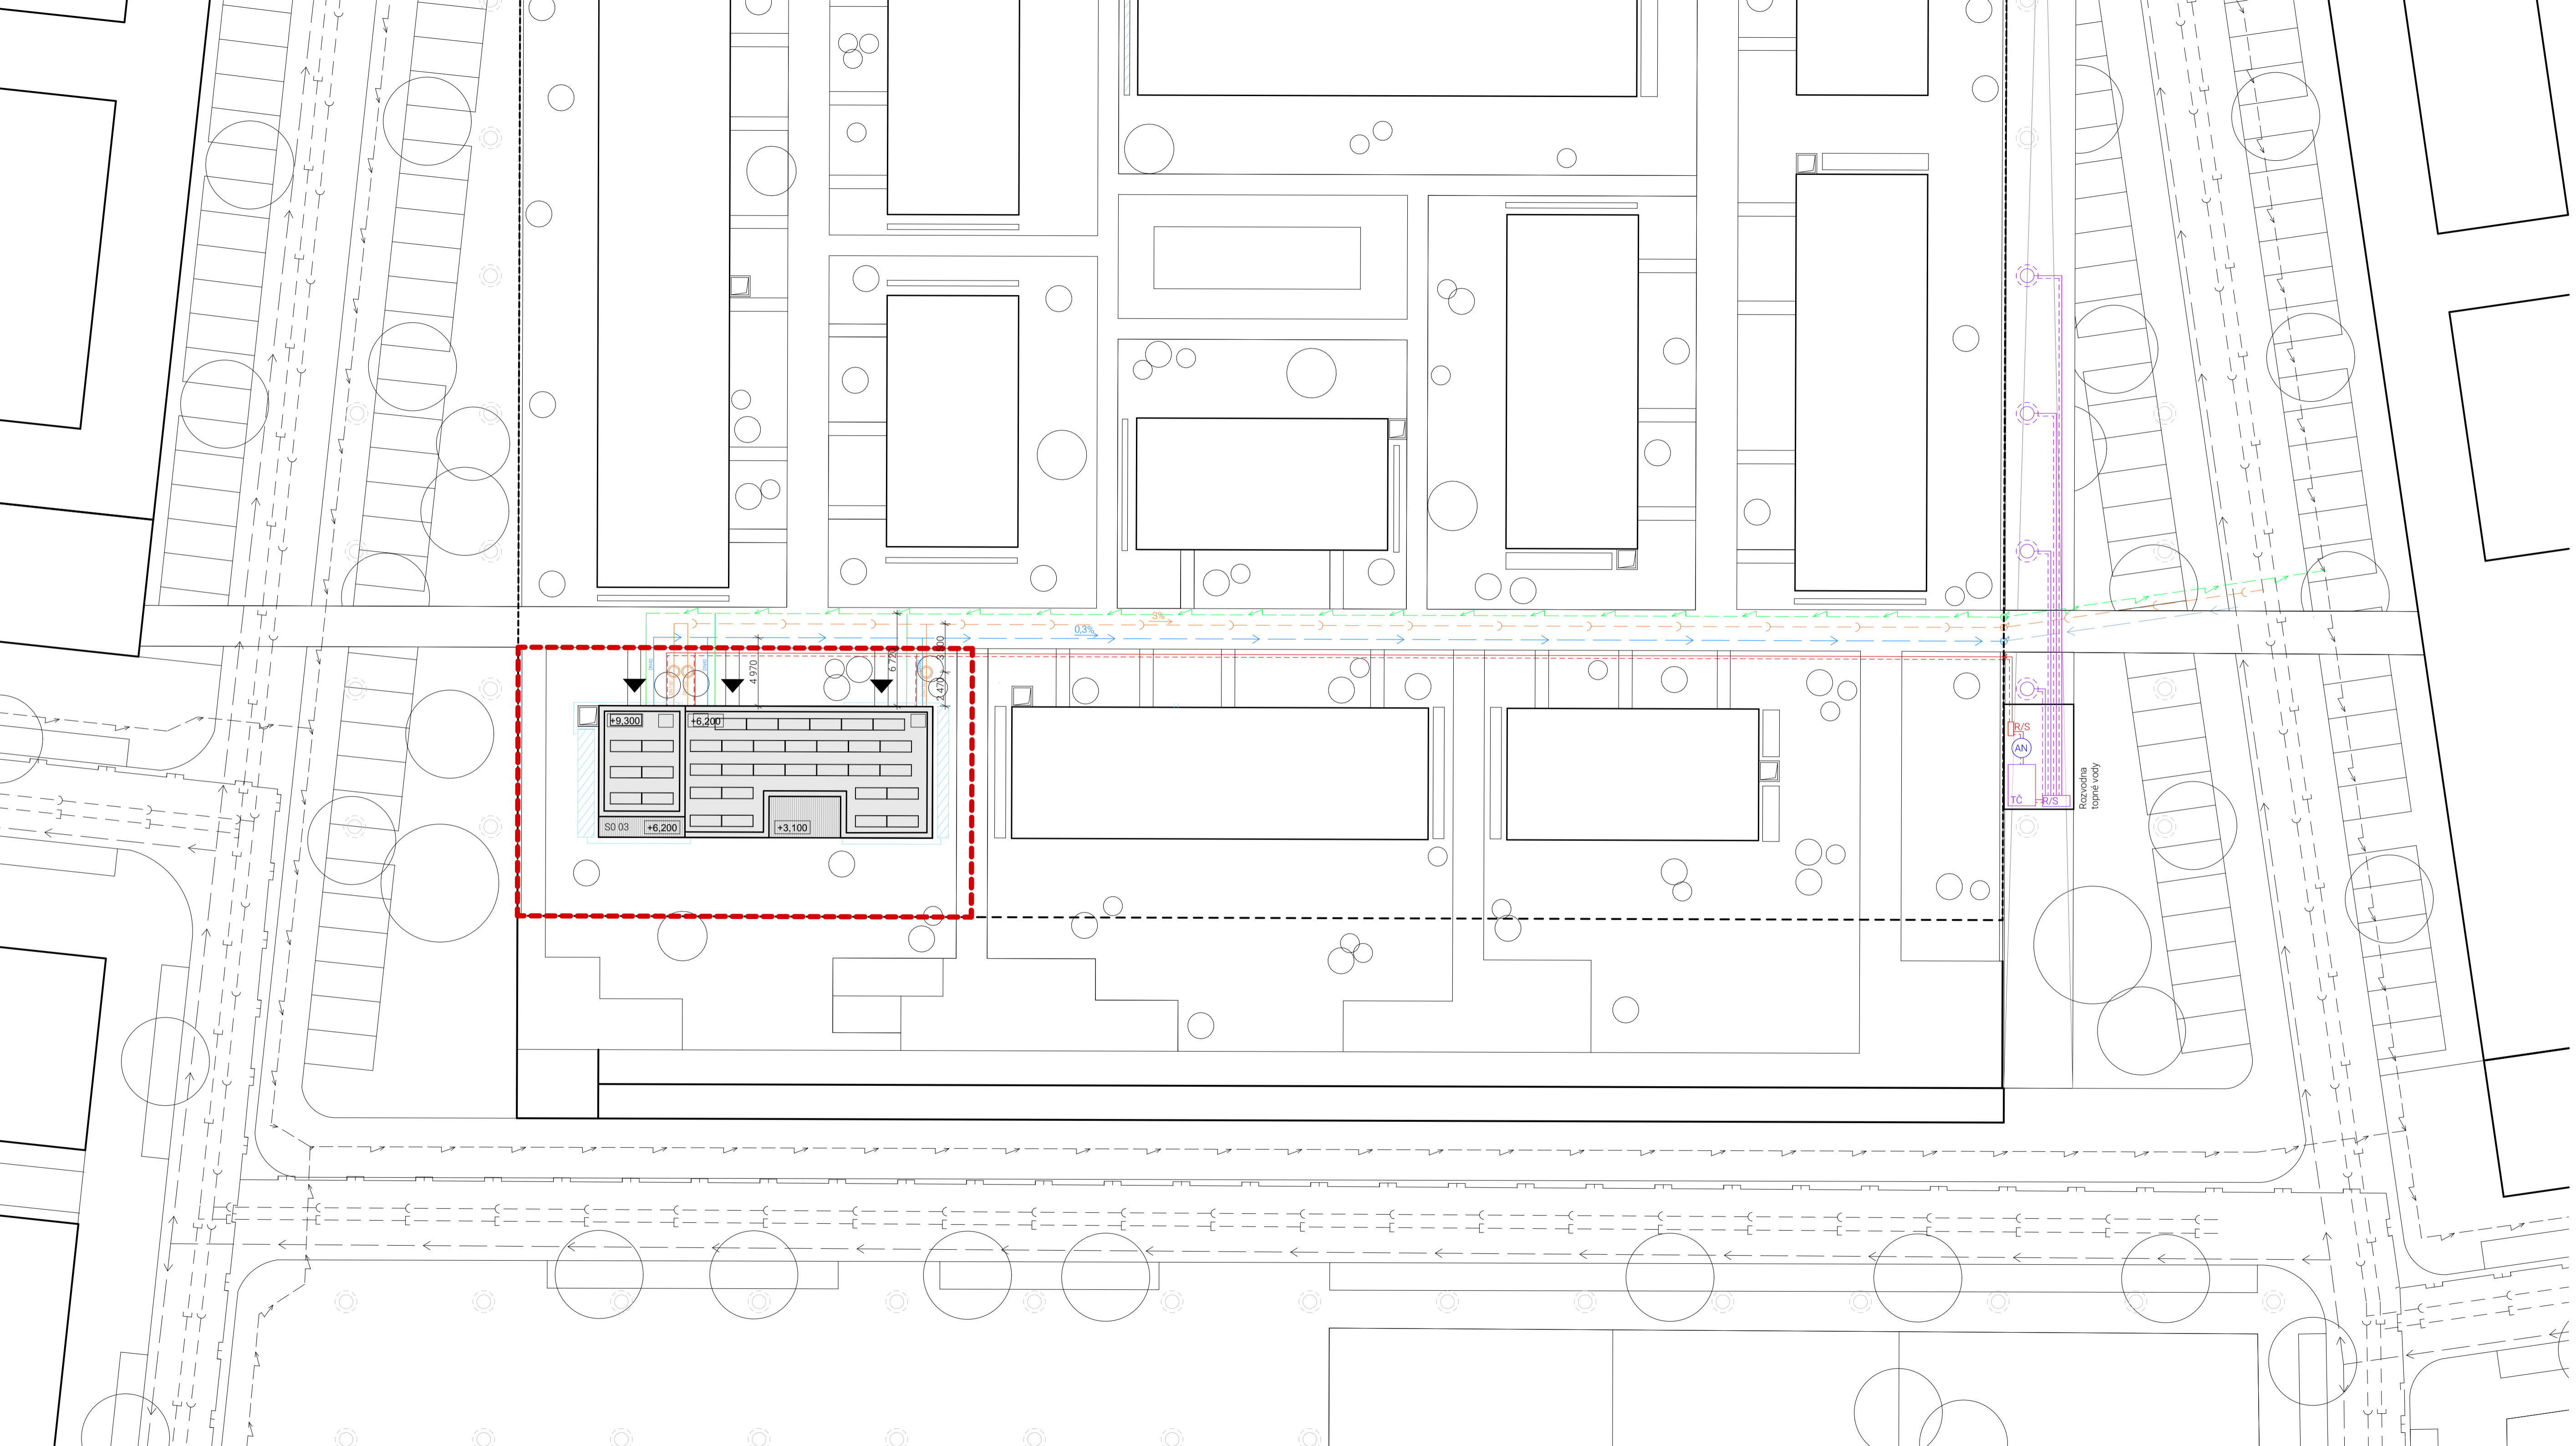 3%
0,3%
6 720
4 970
2 470
+9,300
+6,200
S0 03
+6,200
+3,100
R/S
AN
TČ
R/S
Rozvodna
topné vody